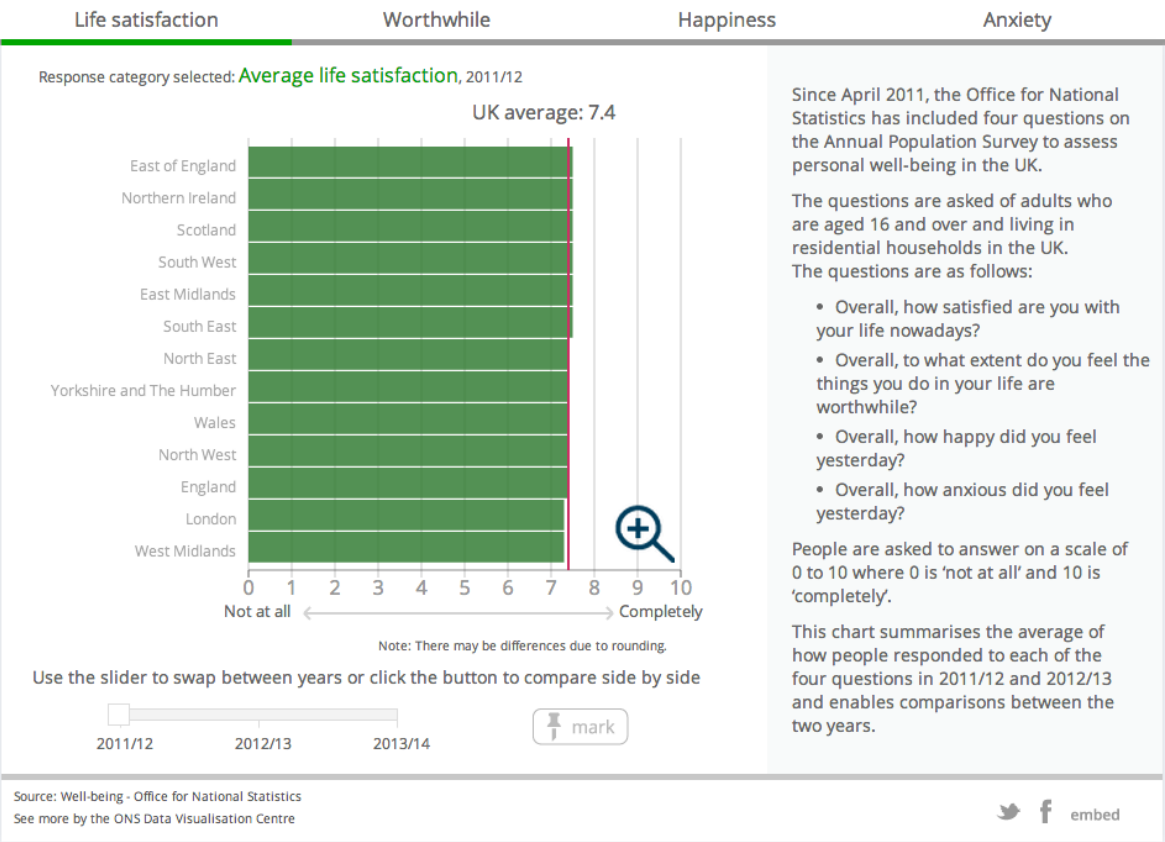 Life satisfaction
Worthwhile
Happiness
Anxiety
Response category selected: Average life satisfaction, 2011/12
UK average: 7.4
East of England
Northern Ireland
Scotland
South West
East Midlands
South East
North East
Yorkshire and The Humber
Wales
North West
England
London
West Midlands
0 1 2 3 4 5 6 7 8 9 10
Not at all
Completely
Note: There may be differences due to rounding.
Use the slider to swap between years or click the button to compare side by side
mark
2011/12
2012/13
2013/14
Since April 2011, the Office for National
Statistics has included four questions on
the Annual Population Survey to assess
personal well-being in the UK.
The questions are asked of adults who
are aged 16 and over and living in
residential households in the UK.
The questions are as follows:
• Overall, how satisfied are you with
your life nowadays?
• Overall, to what extent do you feel the
things you do in your life are
worthwhile?
• Overall, how happy did you feel
yesterday?
• Overall, how anxious did you feel
yesterday?
People are asked to answer on a scale of
0 to 10 where 0 is ‘not at all’ and 10 is
‘completely’.
This chart summarises the average of
how people responded to each of the
four questions in 2011/12 and 2012/13
and enables comparisons between the
two years.
Source: Well-being - Office for National Statistics
See more by the ONS Data Visualisation Centre
embed